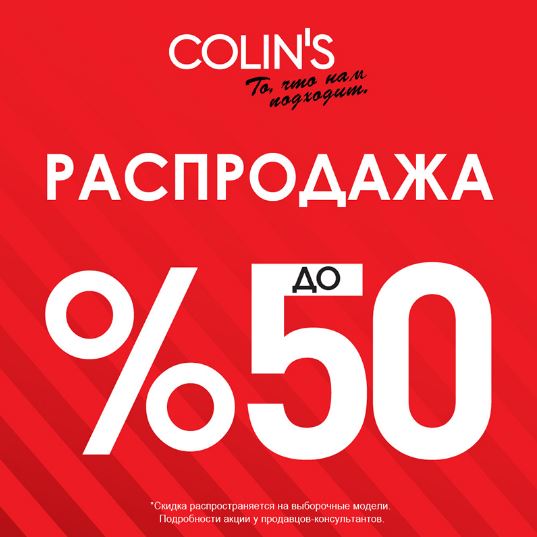 COLIN'S
То, что нам
подходит.
РАСПРОДАЖА
ДО
%50
*Скидка распространяется на выборочные модели.
Подробности акции у продавцов-консультантов.